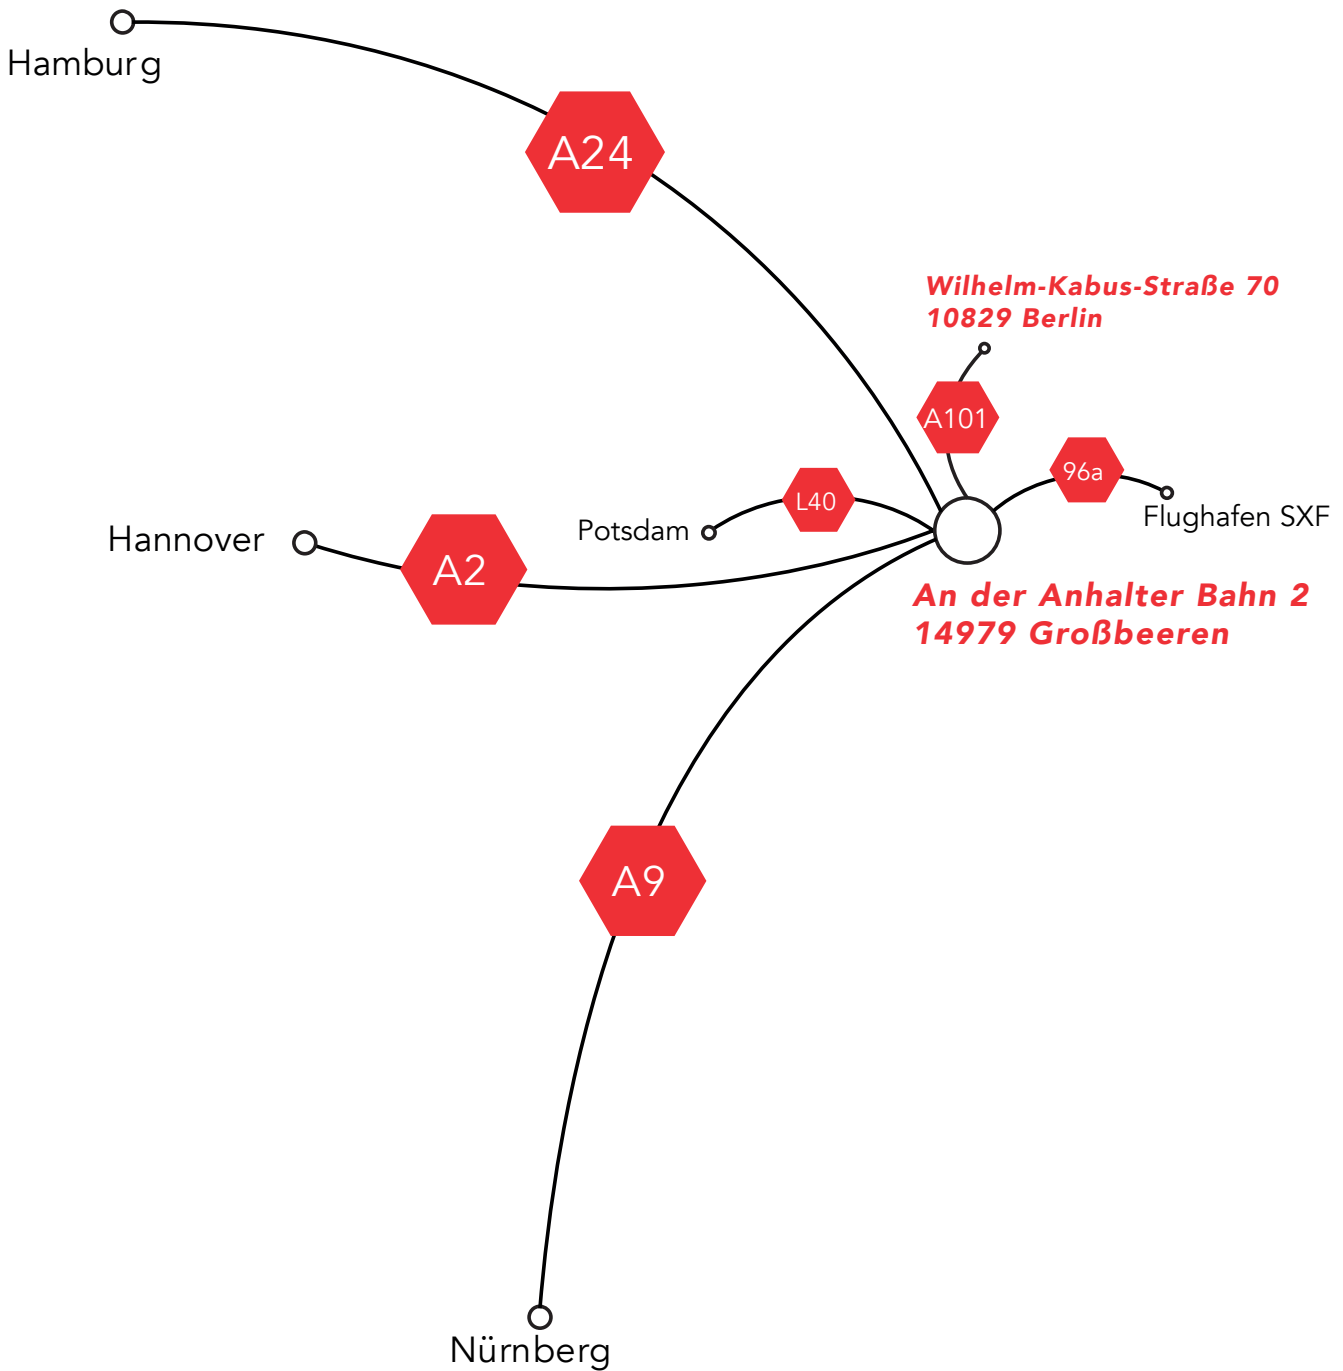 Hamburg
A24
Wilhelm-Kabus-Straße 70
10829 Berlin
A101
96a
L40
Flughafen SXF
Potsdam
Hannover
A2
An der Anhalter Bahn 2
14979 Großbeeren
A9
Nürnberg